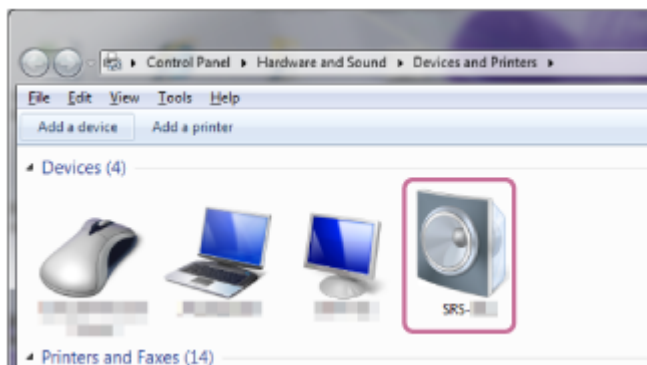 Control Panel ▸ Hardware and Sound ▸ Devices and Printers ▸
File Edit View Tools Help
Add a device Add a printer
Devices (4)
SRS-
Printers and Faxes (14)